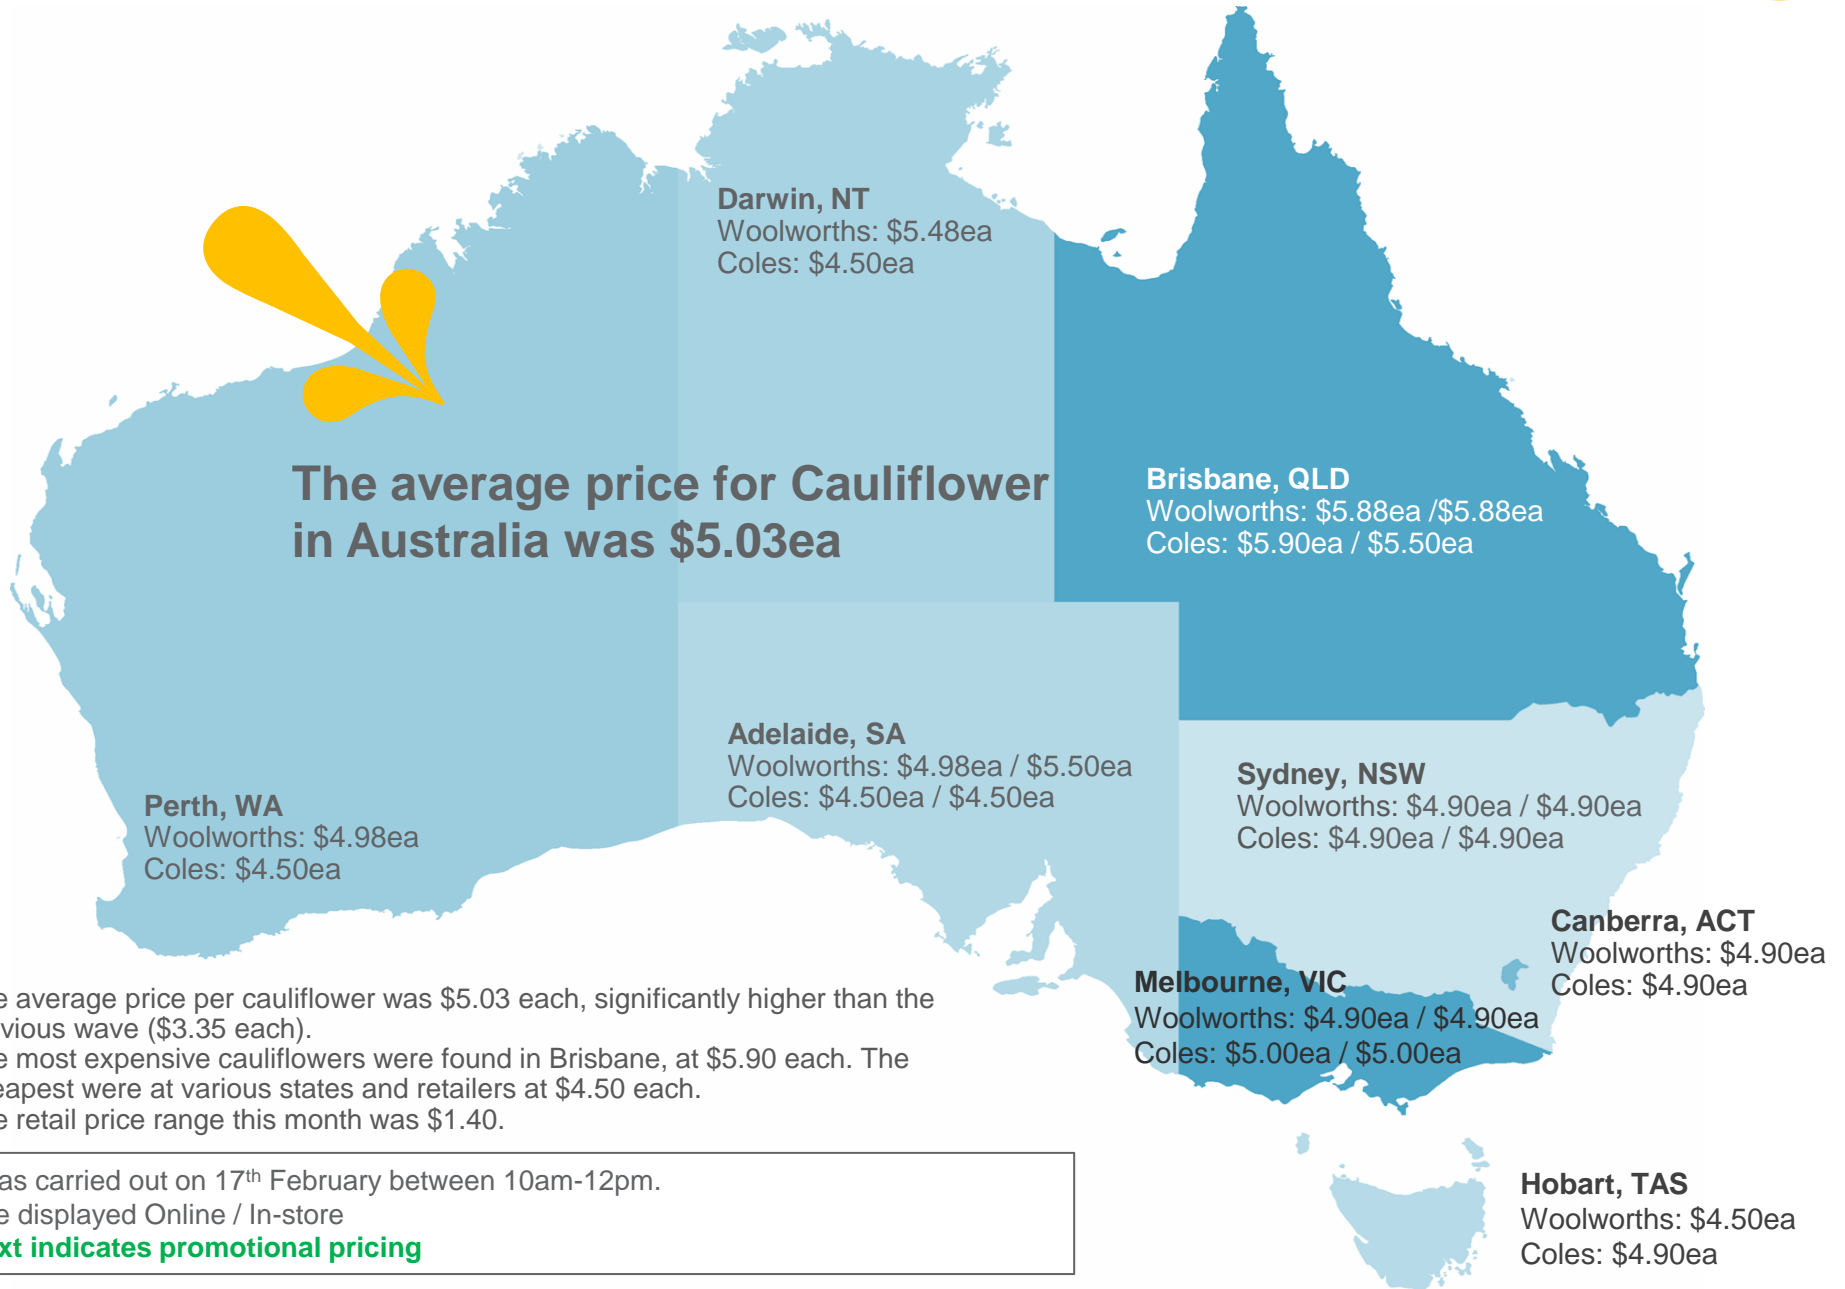 Darwin, NT
Woolworths: $5.48ea
Coles: $4.50ea
The average price for Cauliflower
in Australia was $5.03ea
Brisbane, QLD
Woolworths: $5.88ea /$5.88ea
Coles: $5.90ea / $5.50ea
Adelaide, SA
Woolworths: $4.98ea / $5.50ea
Coles: $4.50ea / $4.50ea
Sydney, NSW
Woolworths: $4.90ea / $4.90ea
Coles: $4.90ea / $4.90ea
Perth, WA
Woolworths: $4.98ea
Coles: $4.50ea
Canberra, ACT
Woolworths: $4.90ea
Coles: $4.90ea
Melbourne, VIC
Woolworths: $4.90ea / $4.90ea
Coles: $5.00ea / $5.00ea
e average price per cauliflower was $5.03 each, significantly higher than the
vious wave ($3.35 each).
e most expensive cauliflowers were found in Brisbane, at $5.90 each. The
eapest were at various states and retailers at $4.50 each.
e retail price range this month was $1.40.
as carried out on 17th February between 10am-12pm.
e displayed Online / In-store
xt indicates promotional pricing
Hobart, TAS
Woolworths: $4.50ea
Coles: $4.90ea